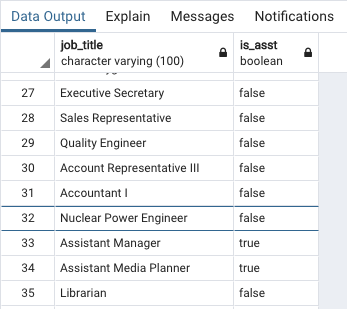 Data Output Explain Messages Notifications
job_title is_asst
character varying (100) boolean
27 Executive Secretary false
28 Sales Representative false
29 Quality Engineer false
30 Account Representative III false
31 Accountant I false
32 Nuclear Power Engineer false
33 Assistant Manager true
34 Assistant Media Planner true
35 Librarian false